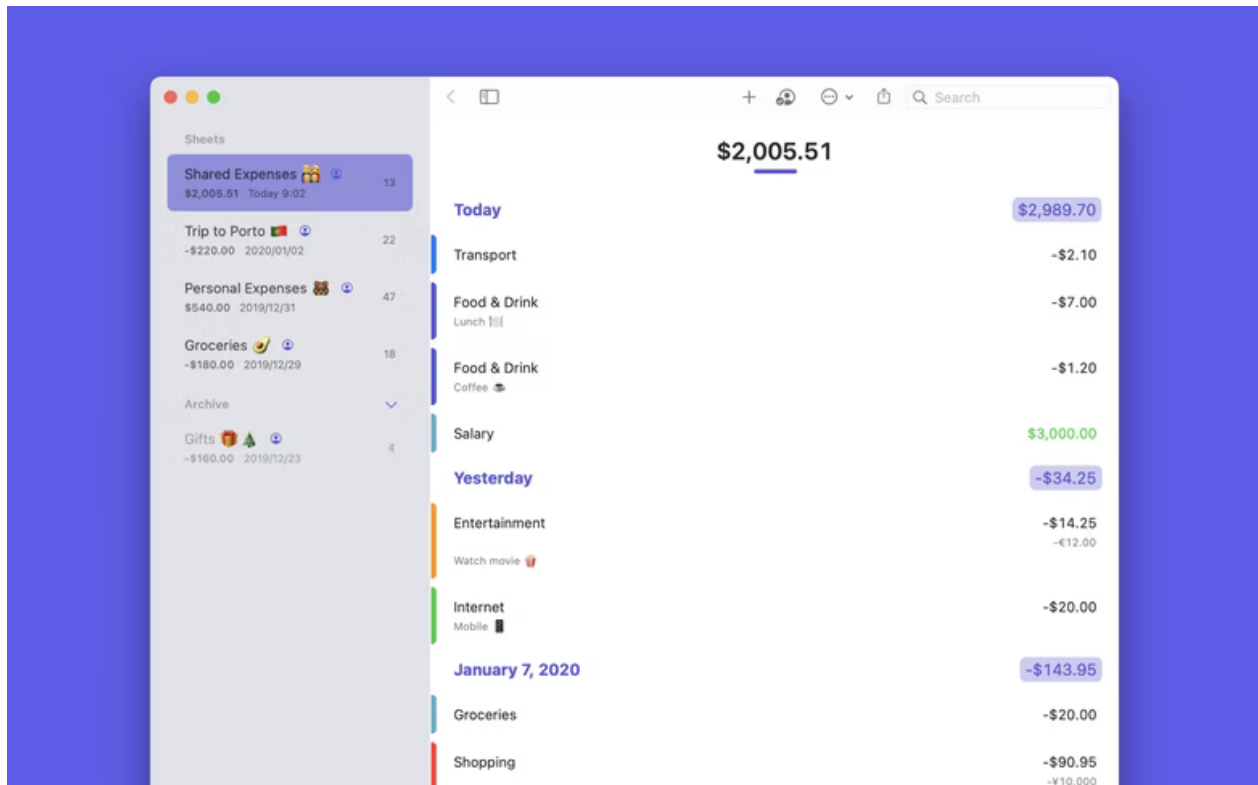 Search
Sheets
Shared Expenses 👯
13
$2,005.51 Today 9:02
Trip to Porto 🇵🇹
22
-$220.00 2020/01/02
Personal Expenses 🐻
47
$540.00 2019/12/31
Groceries 🥑
18
-$180.00 2019/12/29
Archive
Gifts 🎁🎄
4
-$160.00 2019/12/23
$2,005.51
Today $2,989.70
Transport -$2.10
Food & Drink -$7.00
Lunch 🍽
Food & Drink -$1.20
Coffee ☕
Salary $3,000.00
Yesterday -$34.25
Entertainment -$14.25
-€12.00
Watch movie 🍿
Internet -$20.00
Mobile 📱
January 7, 2020 -$143.95
Groceries -$20.00
Shopping -$90.95
-¥10,000